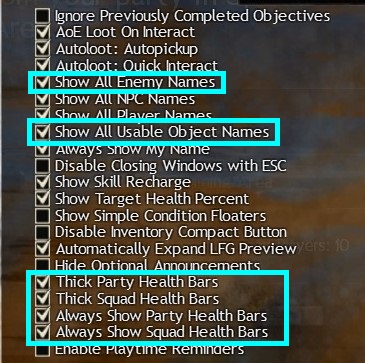 Ignore Previously Completed Objectives
AoE Loot On Interact
Autoloot: Autopickup
Autoloot: Quick Interact
Show All Enemy Names
Show All NPC Names
Show All Player Names
Show All Usable Object Names
Always Show My Name
Disable Closing Windows with ESC
Show Skill Recharge
Show Target Health Percent
Show Simple Condition Floaters
Disable Inventory Compact Button
Automatically Expand LFG Preview
Hide Optional Announcements
Thick Party Health Bars
Thick Squad Health Bars
Always Show Party Health Bars
Always Show Squad Health Bars
Enable Playtime Reminders